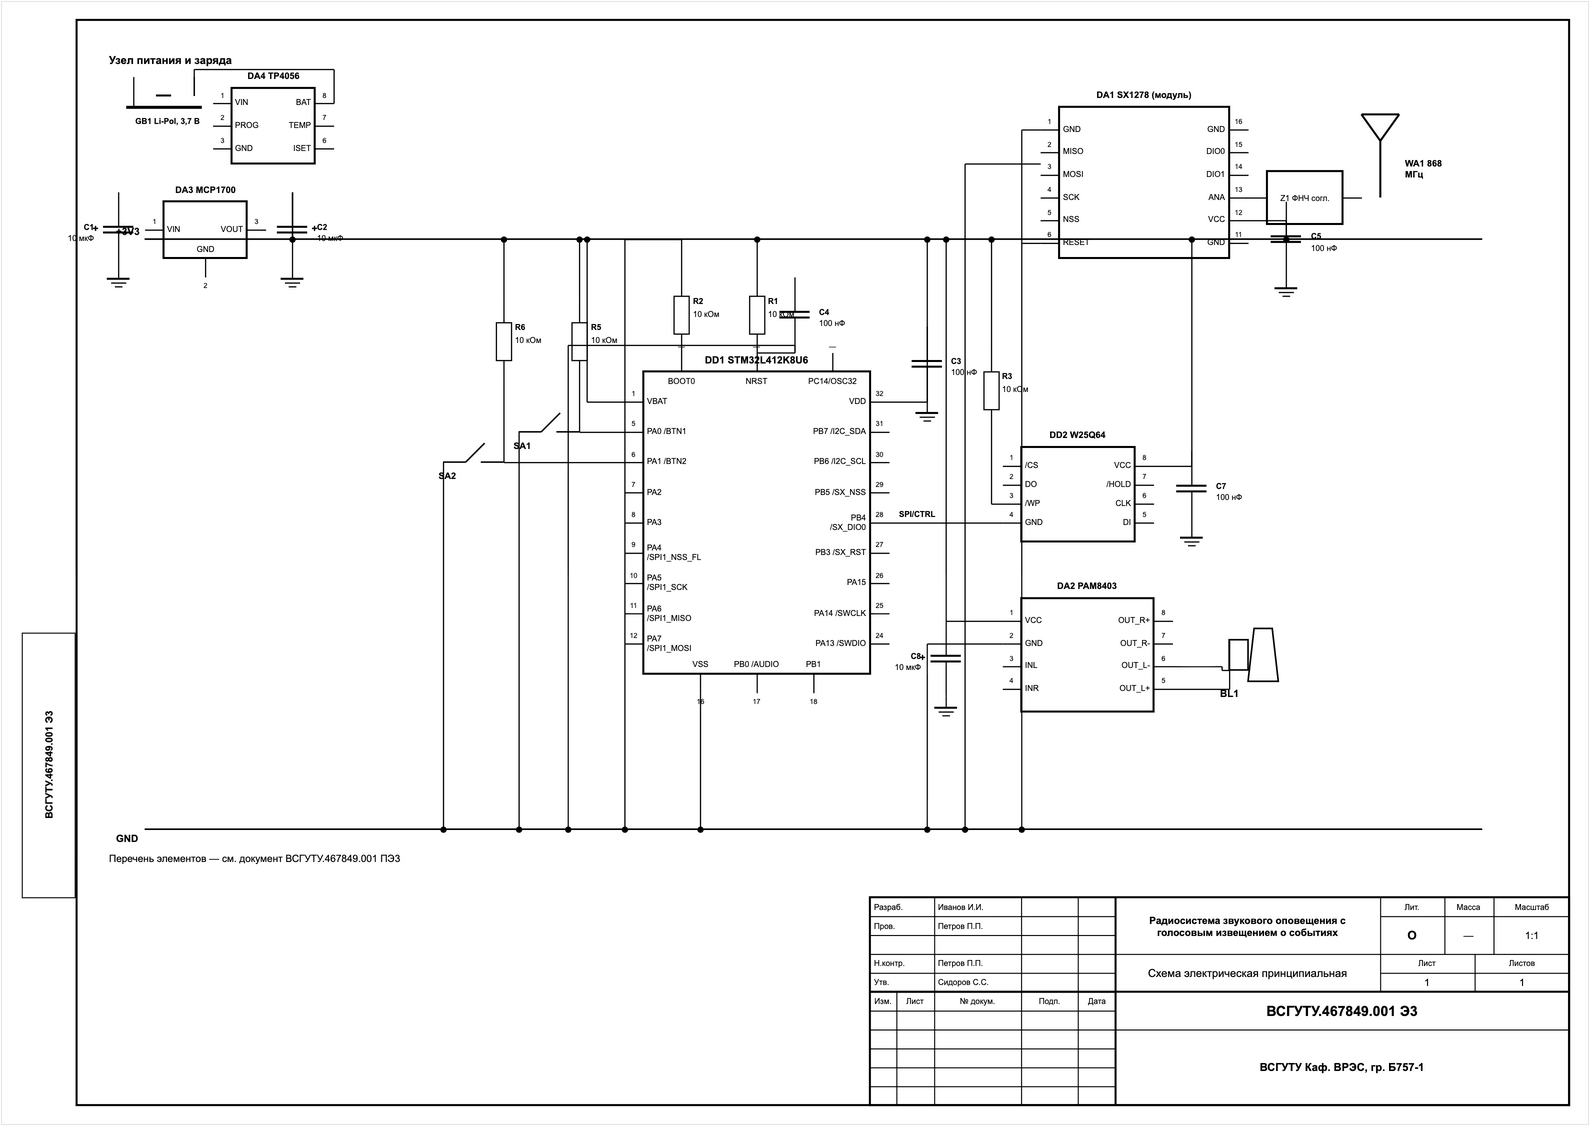 Узел питания и заряда
DA4 TP4056
1 VIN BAT 8
2 PROG TEMP 7
3 GND ISET 6
GB1 Li-Pol, 3,7 В
DA3 MCP1700
1 VIN VOUT 3
GND
2
C1+
10 мкФ
+3V3
+C2
10 мкФ
DA1 SX1278 (модуль)
1 GND GND 16
2 MISO DIO0 15
3 MOSI DIO1 14
4 SCK ANA 13
5 NSS VCC 12
6 RESET GND 11
Z1 ФНЧ согл.
WA1 868
МГц
C5
100 нФ
R6
10 кОм
R5
10 кОм
R2
10 кОм
R1
10 кОм
C4
100 нФ
C3
100 нФ
R3
10 кОм
SA1
SA2
DD1 STM32L412K8U6
BOOT0 NRST PC14/OSC32
1 VBAT VDD 32
5 PA0 /BTN1 PB7 /I2C_SDA 31
6 PA1 /BTN2 PB6 /I2C_SCL 30
7 PA2 PB5 /SX_NSS 29
8 PA3 PB4 28
/SX_DIO0
9 PA4 PB3 /SX_RST 27
/SPI1_NSS_FL
10 PA5 PA15 26
/SPI1_SCK
11 PA6 PA14 /SWCLK 25
/SPI1_MISO
12 PA7 PA13 /SWDIO 24
/SPI1_MOSI
VSS PB0 /AUDIO PB1
16 17 18
SPI/CTRL
DD2 W25Q64
1 /CS VCC 8
2 DO /HOLD 7
3 /WP CLK 6
4 GND DI 5
C7
100 нФ
DA2 PAM8403
1 VCC OUT_R+ 8
2 GND OUT_R- 7
3 INL OUT_L- 6
4 INR OUT_L+ 5
C8+
10 мкФ
BL1
ВСГУТУ.467849.001 Э3
GND
Перечень элементов — см. документ ВСГУТУ.467849.001 ПЭ3
Разраб. Иванов И.И.
Пров. Петров П.П.
Н.контр. Петров П.П.
Утв. Сидоров С.С.
Изм. Лист № докум. Подп. Дата
Радиосистема звукового оповещения с
голосовым извещением о событиях
Схема электрическая принципиальная
Лит. Масса Масштаб
О — 1:1
Лист Листов
1 1
ВСГУТУ.467849.001 Э3
ВСГУТУ Каф. ВРЭС, гр. Б757-1